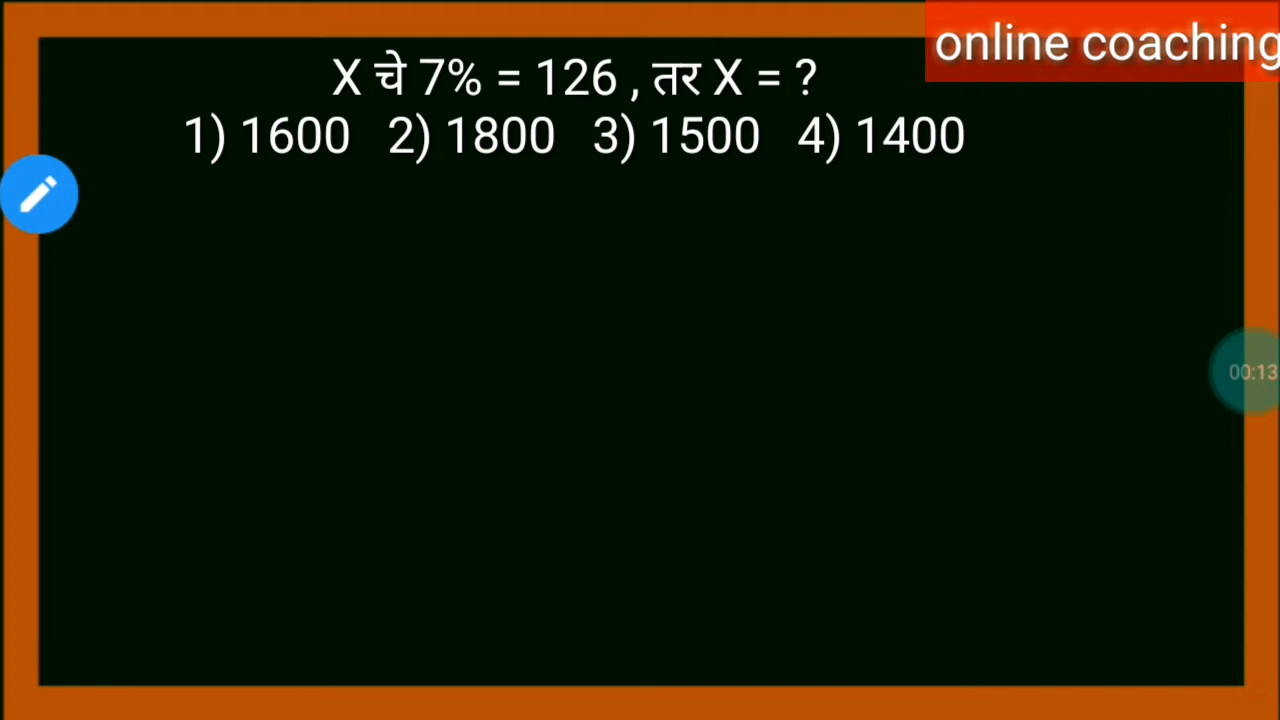 online coaching
X चे 7% = 126 , तर X = ?
1) 1600 2) 1800 3) 1500 4) 1400
00:13